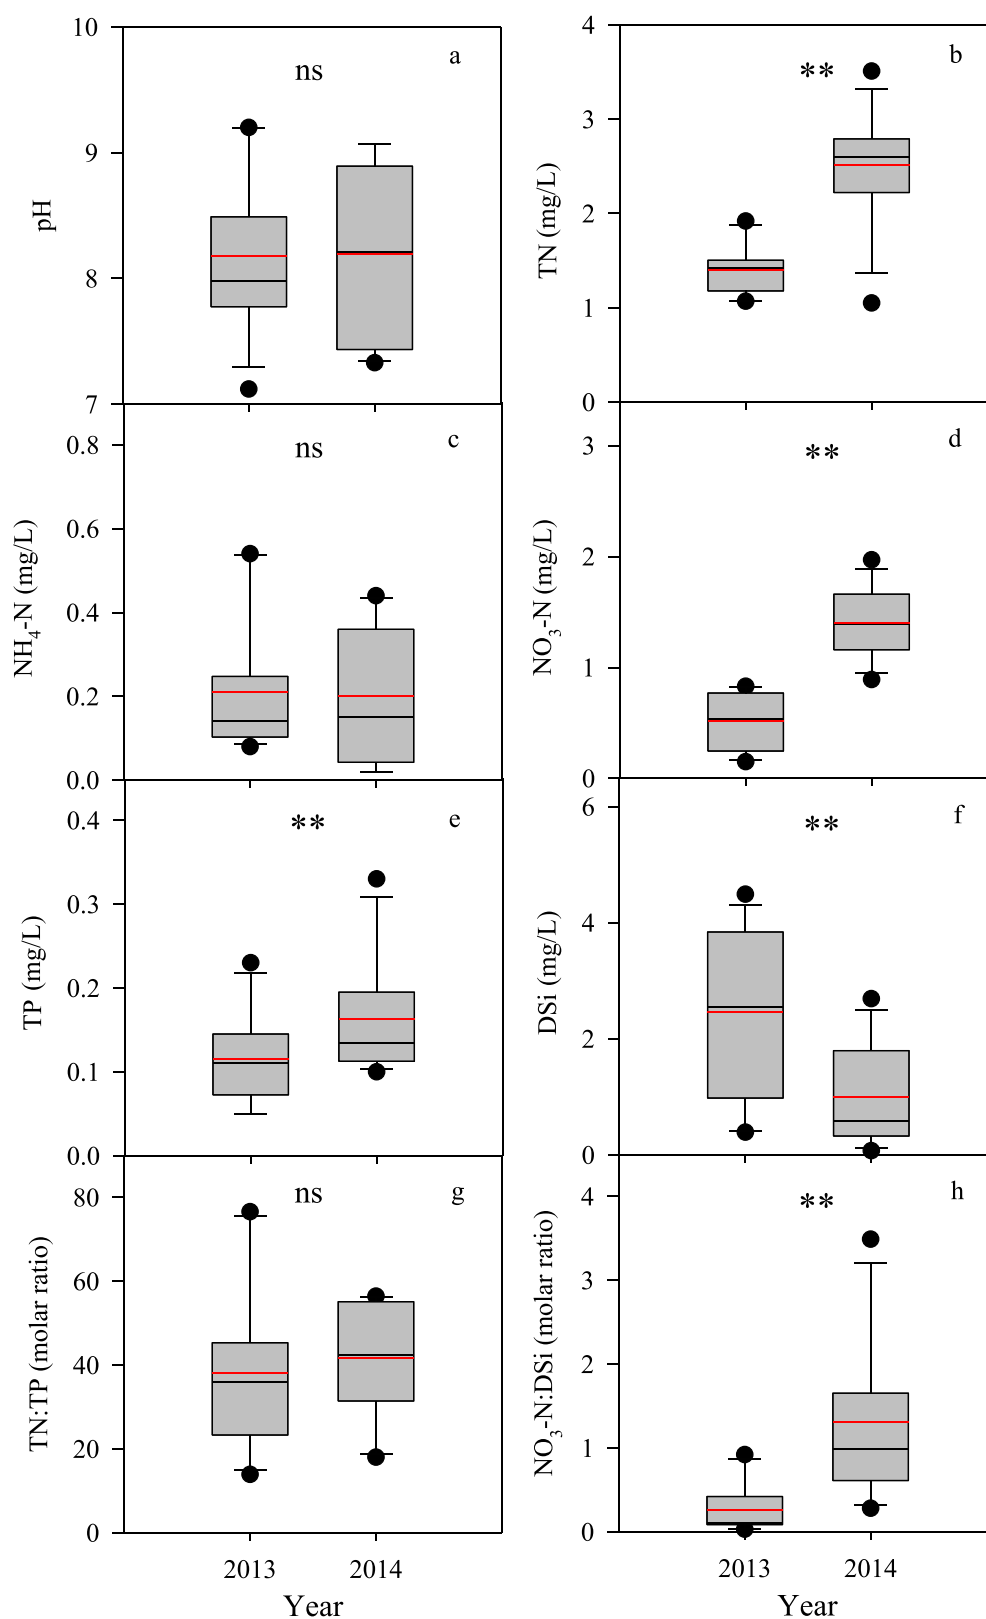 a
ns
pH
10
9
8
7
b
**
TN (mg/L)
4
3
2
1
0
c
ns
NH4-N (mg/L)
0.8
0.6
0.4
0.2
0.0
d
**
NO3-N (mg/L)
3
2
1
0
e
**
TP (mg/L)
0.4
0.3
0.2
0.1
0.0
f
**
DSi (mg/L)
6
4
2
0
g
ns
TN:TP (molar ratio)
80
60
40
20
0
2013 2014
Year
h
**
NO3-N:DSi (molar ratio)
4
3
2
1
0
2013 2014
Year